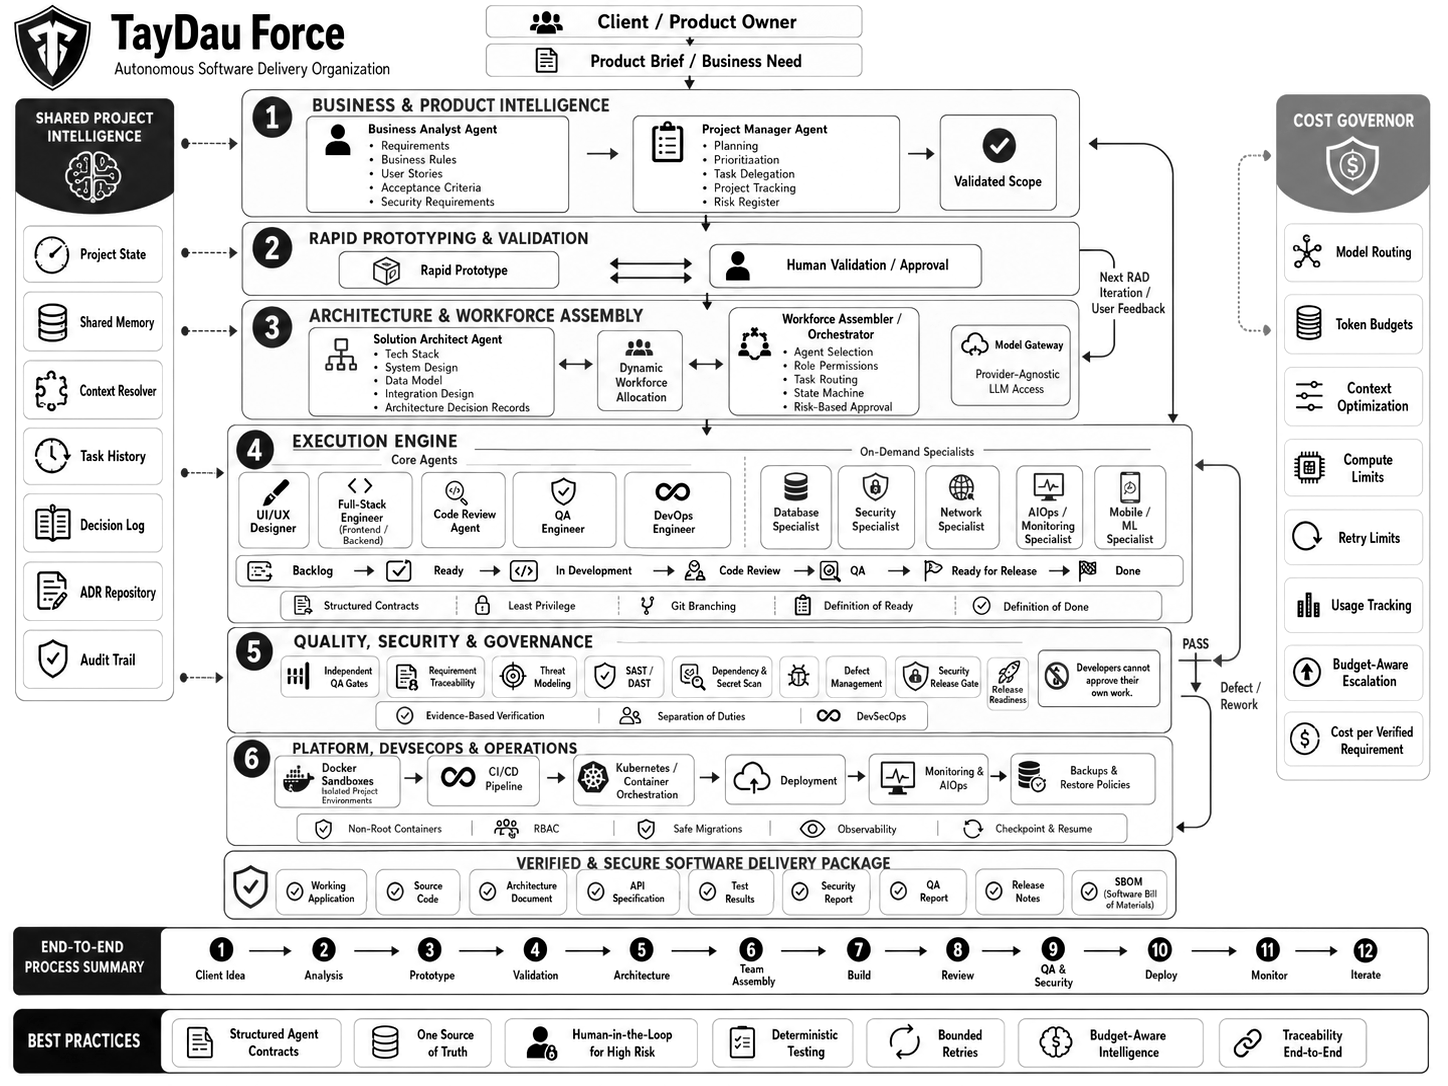 TayDau Force
Autonomous Software Delivery Organization
Client / Product Owner
Product Brief / Business Need
SHARED PROJECT
INTELLIGENCE
Project State
Shared Memory
Context Resolver
Task History
Decision Log
ADR Repository
Audit Trail
1
BUSINESS & PRODUCT INTELLIGENCE
Business Analyst Agent
• Requirements
• Business Rules
• User Stories
• Acceptance Criteria
• Security Requirements
Project Manager Agent
• Planning
• Prioritiaation
• Task Delegation
• Project Tracking
• Risk Register
Validated Scope
2
RAPID PROTOTYPING & VALIDATION
Rapid Prototype
Human Validation / Approval
Next RAD
Iteration /
User Feedback
3
ARCHITECTURE & WORKFORCE ASSEMBLY
Solution Architect Agent
• Tech Stack
• System Design
• Data Model
• Integration Design
• Architecture Decision Records
Dynamic
Workforce
Allocation
Workforce Assembler /
Orchestrator
• Agent Selection
• Role Permissions
• Task Routing
• State Machine
• Risk-Based Approval
Model Gateway
Provider-Agnostic
LLM Access
4
EXECUTION ENGINE
Core Agents
On-Demand Specialists
UI/UX
Designer
Full-Stack
Engineer
(Frontend /
Backend)
Code Review
Agent
QA
Engineer
DevOps
Engineer
Database
Specialist
Security
Specialist
Network
Specialist
AIOps /
Monitoring
Specialist
Mobile /
ML
Specialist
Backlog
Ready
In Development
Code Review
QA
Ready for Release
Done
Structured Contracts
Least Privilege
Git Branching
Definition of Ready
Definition of Done
5
QUALITY, SECURITY & GOVERNANCE
Independent
QA Gates
Requirement
Traceability
Threat
Modeling
SAST /
DAST
Dependency &
Secret Scan
Defect
Management
Security
Release Gate
Release
Readiness
Developers cannot
approve their
own work.
Evidence-Based Verification
Separation of Duties
DevSecOps
PASS
Defect /
Rework
6
PLATFORM, DEVSECOPS & OPERATIONS
Docker
Sandboxes
Isolated Project
Environments
CI/CD
Pipeline
Kubernetes /
Container
Orchestration
Deployment
Monitoring &
AIOps
Backups &
Restore Policies
Non-Root Containers
RBAC
Safe Migrations
Observability
Checkpoint & Resume
VERIFIED & SECURE SOFTWARE DELIVERY PACKAGE
Working
Application
Source
Code
Architecture
Document
API
Specification
Test
Results
Security
Report
QA
Report
Release
Notes
SBOM
(Software Bill
of Materials)
COST GOVERNOR
$
Model Routing
Token Budgets
Context
Optimization
Compute
Limits
Retry Limits
Usage Tracking
Budget-Aware
Escalation
$
Cost per Verified
Requirement
END-TO-END
PROCESS SUMMARY
1
Client Idea
2
Analysis
3
Prototype
4
Validation
5
Architecture
6
Team
Assembly
7
Build
8
Review
9
QA &
Security
10
Deploy
11
Monitor
12
Iterate
BEST PRACTICES
Structured Agent
Contracts
One Source
of Truth
Human-in-the-Loop
for High Risk
Deterministic
Testing
Bounded
Retries
$
Budget-Aware
Intelligence
Traceability
End-to-End